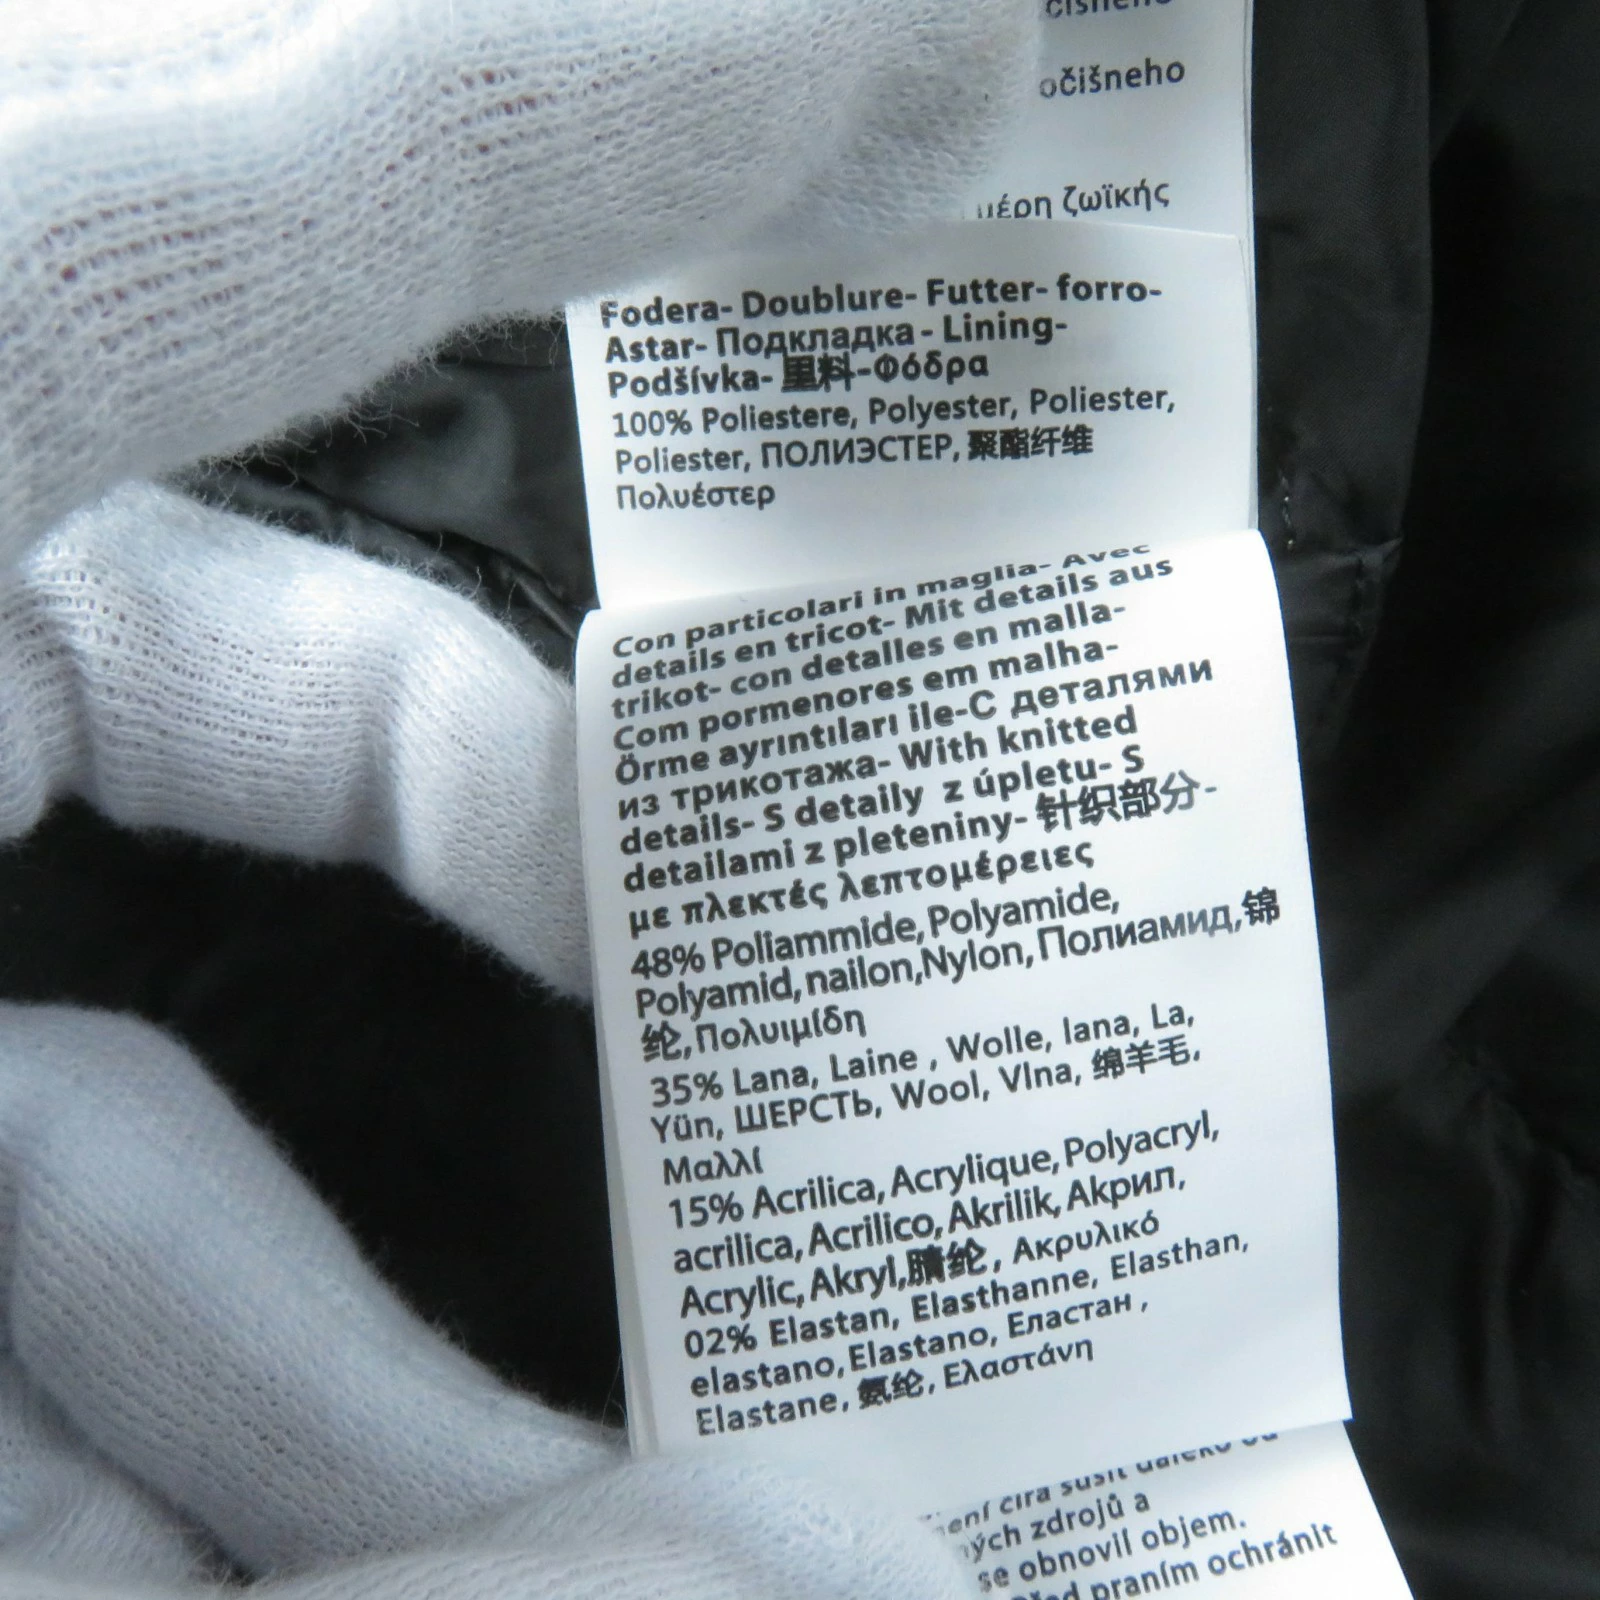 očišneho
μέρη ζωϊκής
Fodera- Doublure- Futter- forro-
Astar- Подкладка - Lining-
Podšívka- 里料-Φόδρα
100% Poliestere, Polyester, Poliester,
Poliester, ПОЛИЭСТЕР, 聚酯纤维
Πολυέστερ
Con particolari in maglia- Avec
details en tricot- Mit details aus
trikot- con detalles en malla-
Com pormenores em malha-
Örme ayrıntıları ile-С деталями
из трикотажа- With knitted
details- S detaily z úpletu- S
detailami z pleteniny- 针织部分-
με πλεκτές λεπτομέρειες
48% Poliammide, Polyamide,
Polyamid, nailon,Nylon, Полиамид,锦
纶,Πολυιμίδη
35% Lana, Laine , Wolle, lana, La,
Yün, ШЕРСТЬ, Wool, Vlna, 绵羊毛,
Μαλλί
15% Acrilica, Acrylique, Polyacryl,
acrilica, Acrilico, Akrilik, Акрил,
Acrylic, Akryl,腈纶, Ακρυλικό
02% Elastan, Elasthanne, Elasthan,
elastano, Elastano, Еластан ,
Elastane, 氨纶, Ελαστάνη
číra sušit daleko od
zdrojů a
se obnovil objem.
praním ochránit